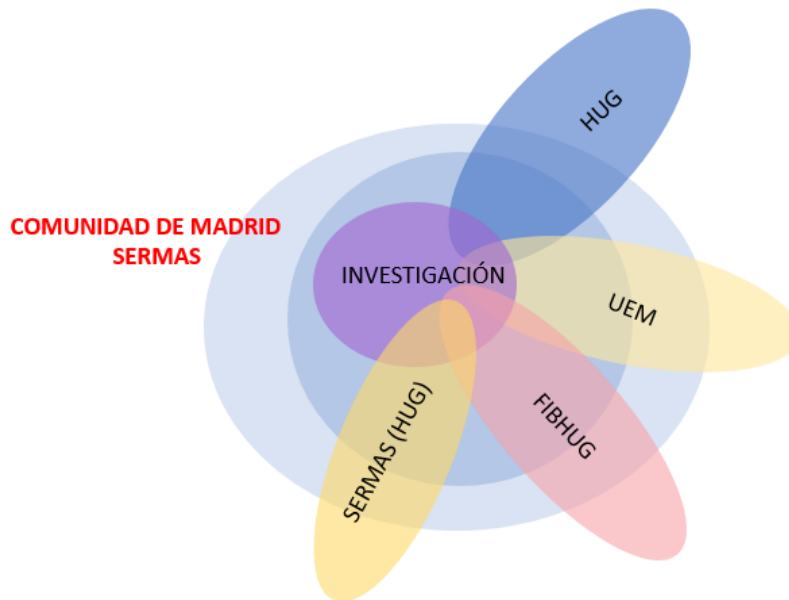 HUG
COMUNIDAD DE MADRID
SERMAS
INVESTIGACIÓN
UEM
SERMAS (HUG)
FIBHUG